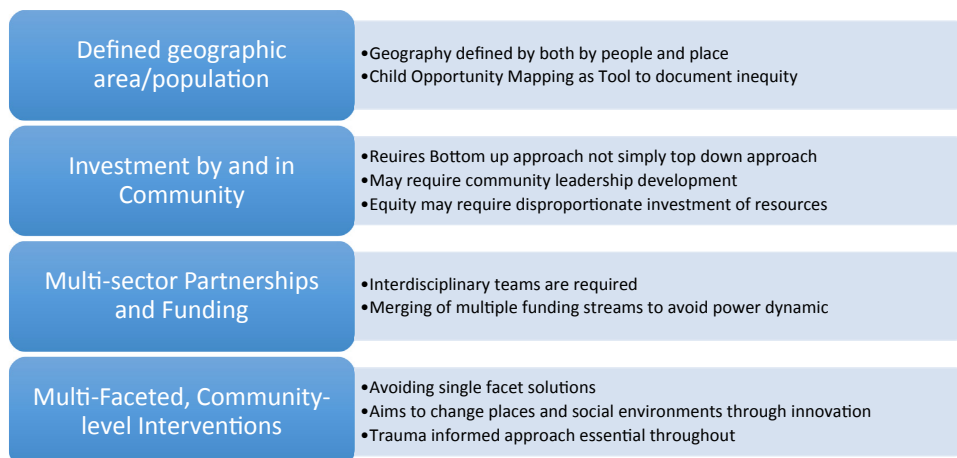 Defined geographic
area/population
•Geography defined by both by people and place
•Child Opportunity Mapping as Tool to document inequity
Investment by and in
Community
•Reuires Bottom up approach not simply top down approach
•May require community leadership development
•Equity may require disproportionate investment of resources
Multi-sector Partnerships
and Funding
•Interdisciplinary teams are required
•Merging of multiple funding streams to avoid power dynamic
Multi-Faceted, Community-
level Interventions
•Avoiding single facet solutions
•Aims to change places and social environments through innovation
•Trauma informed approach essential throughout